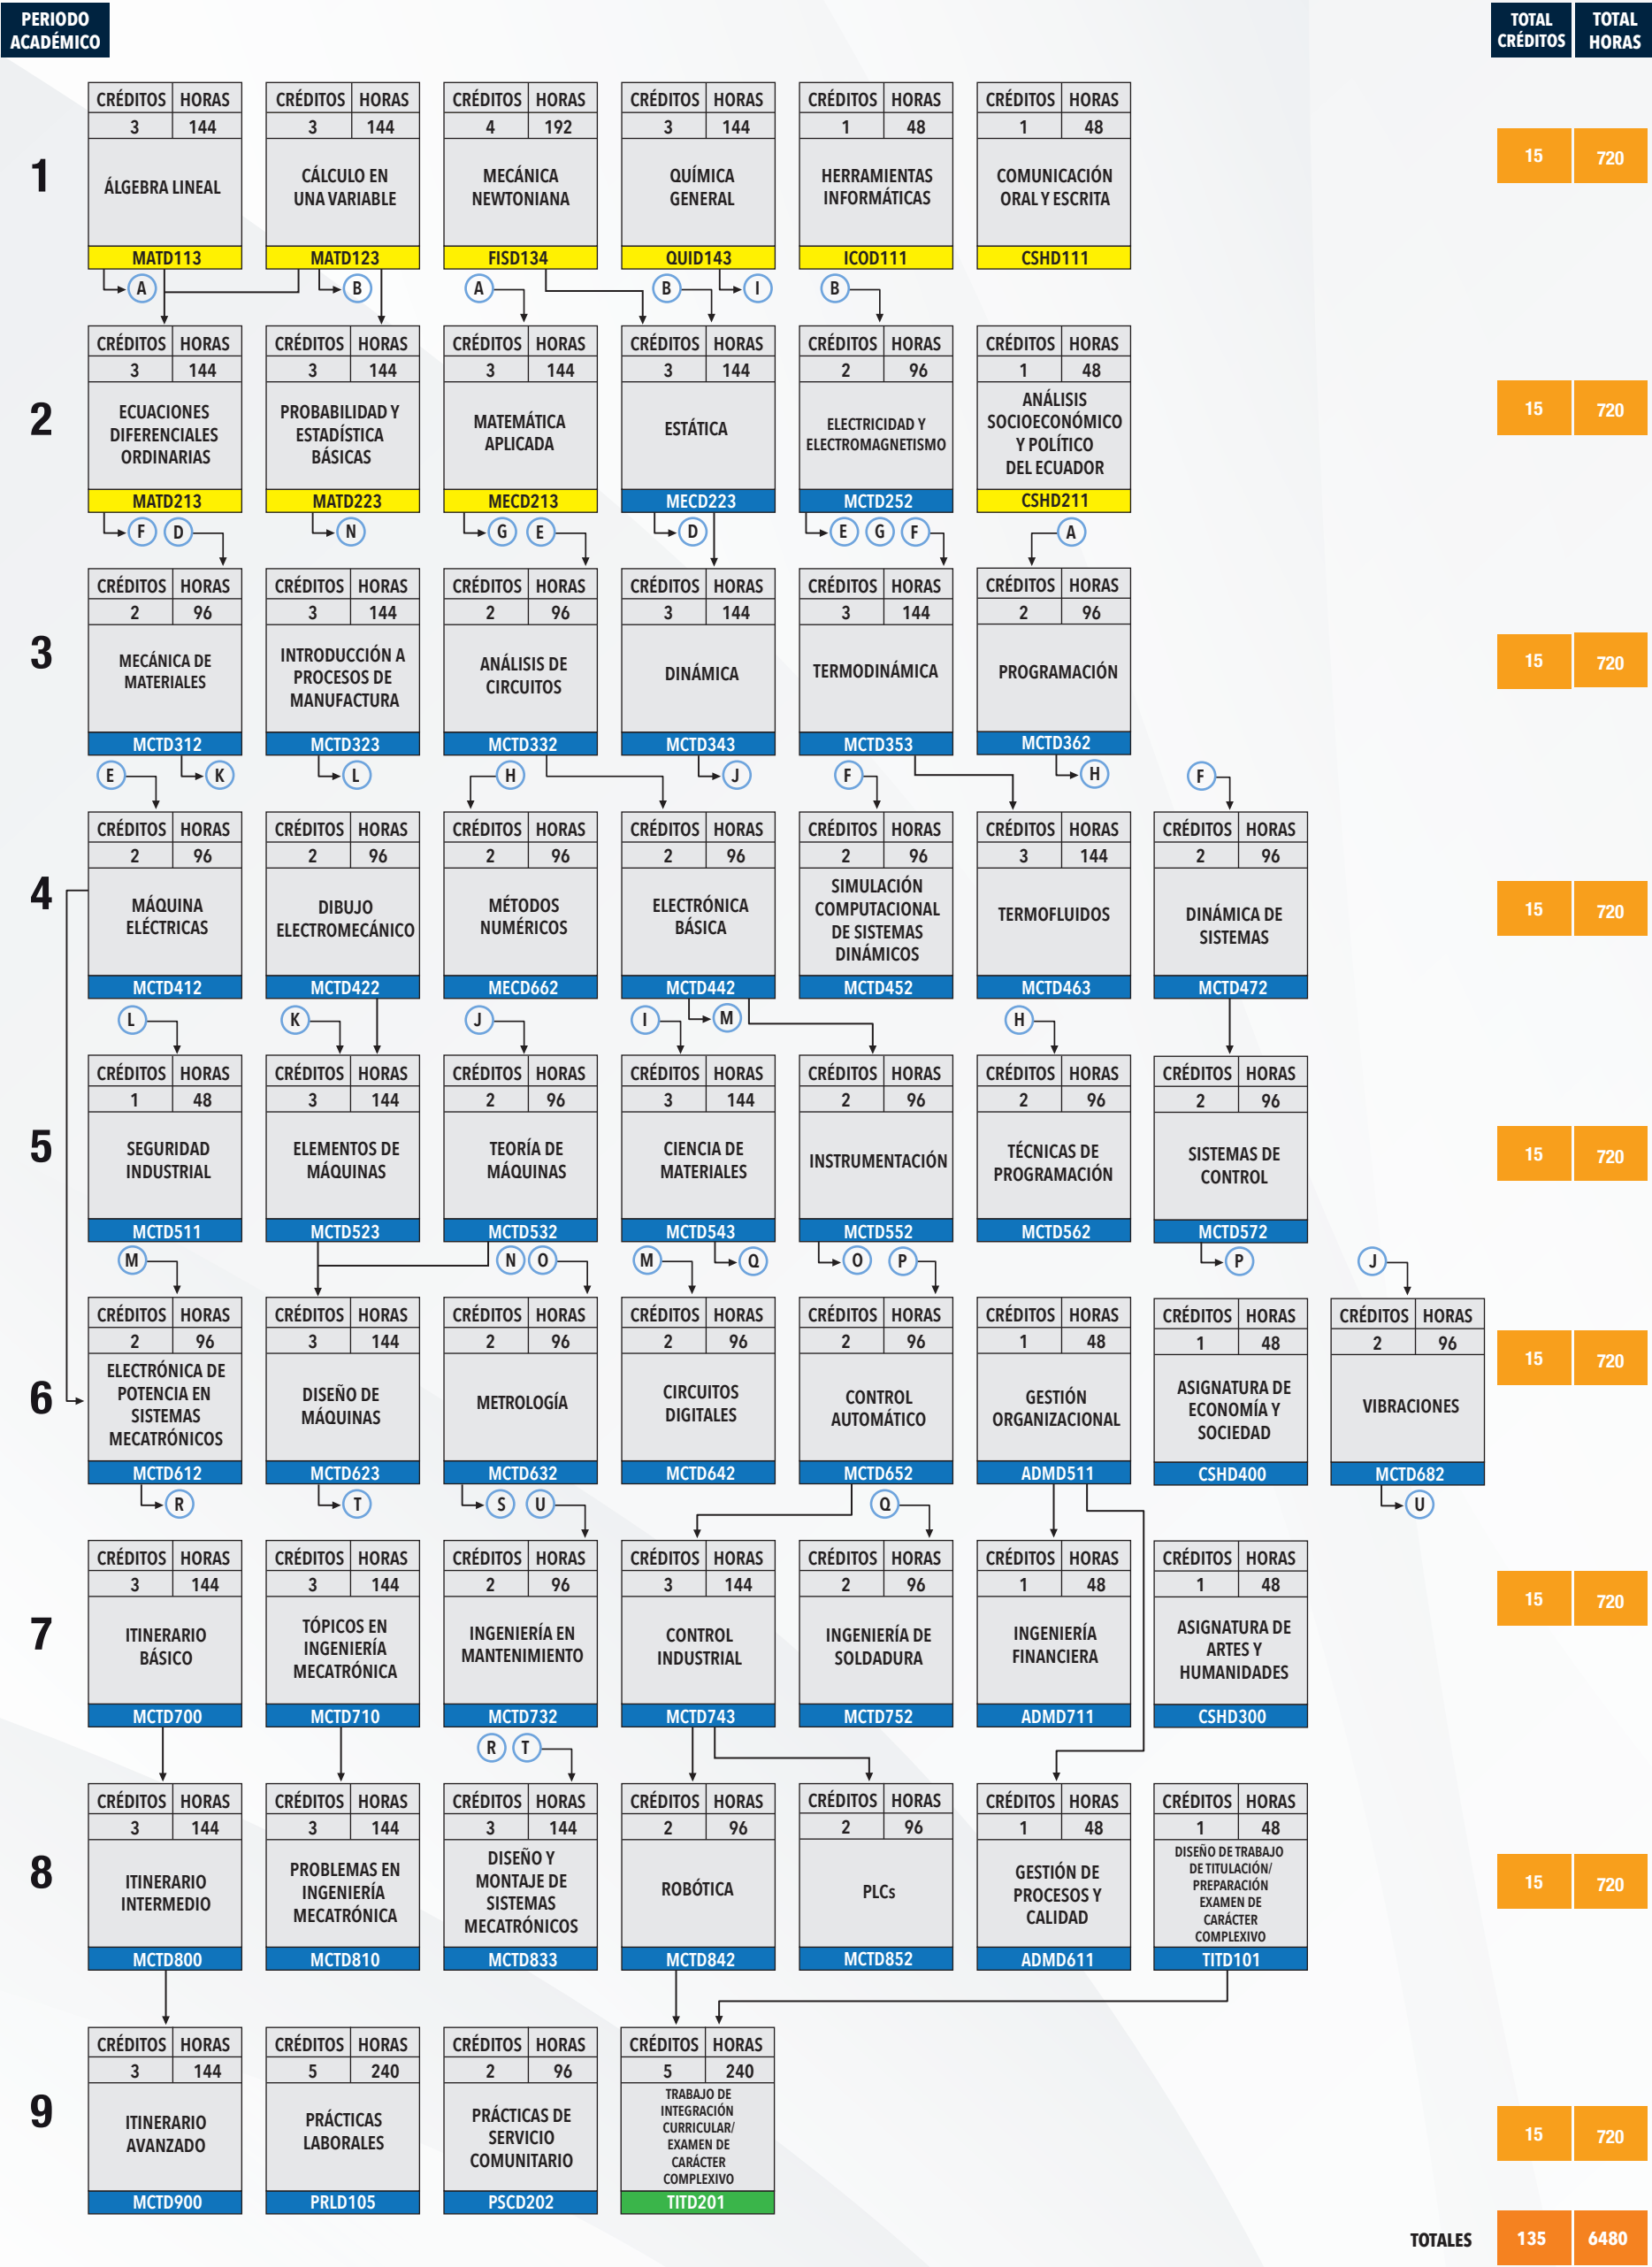 PERIODO
ACADÉMICO
TOTAL
CRÉDITOS
TOTAL
HORAS
1
CRÉDITOS HORAS
3 144
ÁLGEBRA LINEAL
MATD113
CRÉDITOS HORAS
3 144
CÁLCULO EN
UNA VARIABLE
MATD123
CRÉDITOS HORAS
4 192
MECÁNICA
NEWTONIANA
FISD134
CRÉDITOS HORAS
3 144
QUÍMICA
GENERAL
QUID143
CRÉDITOS HORAS
1 48
HERRAMIENTAS
INFORMÁTICAS
ICOD111
CRÉDITOS HORAS
1 48
COMUNICACIÓN
ORAL Y ESCRITA
CSHD111
15 720
A B A B I B
2
CRÉDITOS HORAS
3 144
ECUACIONES
DIFERENCIALES
ORDINARIAS
MATD213
CRÉDITOS HORAS
3 144
PROBABILIDAD Y
ESTADÍSTICA
BÁSICAS
MATD223
CRÉDITOS HORAS
3 144
MATEMÁTICA
APLICADA
MECD213
CRÉDITOS HORAS
3 144
ESTÁTICA
MECD223
CRÉDITOS HORAS
2 96
ELECTRICIDAD Y
ELECTROMAGNETISMO
MCTD252
CRÉDITOS HORAS
1 48
ANÁLISIS
SOCIOECONÓMICO
Y POLÍTICO
DEL ECUADOR
CSHD211
15 720
F D N G E D E G F A
3
CRÉDITOS HORAS
2 96
MECÁNICA DE
MATERIALES
MCTD312
CRÉDITOS HORAS
3 144
INTRODUCCIÓN A
PROCESOS DE
MANUFACTURA
MCTD323
CRÉDITOS HORAS
2 96
ANÁLISIS DE
CIRCUITOS
MCTD332
CRÉDITOS HORAS
3 144
DINÁMICA
MCTD343
CRÉDITOS HORAS
3 144
TERMODINÁMICA
MCTD353
CRÉDITOS HORAS
2 96
PROGRAMACIÓN
MCTD362
15 720
E K L H J F H F
4
CRÉDITOS HORAS
2 96
MÁQUINA
ELÉCTRICAS
MCTD412
CRÉDITOS HORAS
2 96
DIBUJO
ELECTROMECÁNICO
MCTD422
CRÉDITOS HORAS
2 96
MÉTODOS
NUMÉRICOS
MECD662
CRÉDITOS HORAS
2 96
ELECTRÓNICA
BÁSICA
MCTD442
CRÉDITOS HORAS
2 96
SIMULACIÓN
COMPUTACIONAL
DE SISTEMAS
DINÁMICOS
MCTD452
CRÉDITOS HORAS
3 144
TERMOFLUIDOS
MCTD463
CRÉDITOS HORAS
2 96
DINÁMICA DE
SISTEMAS
MCTD472
15 720
L K J I M H
5
CRÉDITOS HORAS
1 48
SEGURIDAD
INDUSTRIAL
MCTD511
CRÉDITOS HORAS
3 144
ELEMENTOS DE
MÁQUINAS
MCTD523
CRÉDITOS HORAS
2 96
TEORÍA DE
MÁQUINAS
MCTD532
CRÉDITOS HORAS
3 144
CIENCIA DE
MATERIALES
MCTD543
CRÉDITOS HORAS
2 96
INSTRUMENTACIÓN
MCTD552
CRÉDITOS HORAS
2 96
TÉCNICAS DE
PROGRAMACIÓN
MCTD562
CRÉDITOS HORAS
2 96
SISTEMAS DE
CONTROL
MCTD572
15 720
M N O M Q O P P J
6
CRÉDITOS HORAS
2 96
ELECTRÓNICA DE
POTENCIA EN
SISTEMAS
MECATRÓNICOS
MCTD612
CRÉDITOS HORAS
3 144
DISEÑO DE
MÁQUINAS
MCTD623
CRÉDITOS HORAS
2 96
METROLOGÍA
MCTD632
CRÉDITOS HORAS
2 96
CIRCUITOS
DIGITALES
MCTD642
CRÉDITOS HORAS
2 96
CONTROL
AUTOMÁTICO
MCTD652
CRÉDITOS HORAS
1 48
GESTIÓN
ORGANIZACIONAL
ADMD511
CRÉDITOS HORAS
1 48
ASIGNATURA DE
ECONOMÍA Y
SOCIEDAD
CSHD400
CRÉDITOS HORAS
2 96
VIBRACIONES
MCTD682
15 720
R T S U Q U
7
CRÉDITOS HORAS
3 144
ITINERARIO
BÁSICO
MCTD700
CRÉDITOS HORAS
3 144
TÓPICOS EN
INGENIERÍA
MECATRÓNICA
MCTD710
CRÉDITOS HORAS
2 96
INGENIERÍA EN
MANTENIMIENTO
MCTD732
CRÉDITOS HORAS
3 144
CONTROL
INDUSTRIAL
MCTD743
CRÉDITOS HORAS
2 96
INGENIERÍA DE
SOLDADURA
MCTD752
CRÉDITOS HORAS
1 48
INGENIERÍA
FINANCIERA
ADMD711
CRÉDITOS HORAS
1 48
ASIGNATURA DE
ARTES Y
HUMANIDADES
CSHD300
15 720
R T
8
CRÉDITOS HORAS
3 144
ITINERARIO
INTERMEDIO
MCTD800
CRÉDITOS HORAS
3 144
PROBLEMAS EN
INGENIERÍA
MECATRÓNICA
MCTD810
CRÉDITOS HORAS
3 144
DISEÑO Y
MONTAJE DE
SISTEMAS
MECATRÓNICOS
MCTD833
CRÉDITOS HORAS
2 96
ROBÓTICA
MCTD842
CRÉDITOS HORAS
2 96
PLCs
MCTD852
CRÉDITOS HORAS
1 48
GESTIÓN DE
PROCESOS Y
CALIDAD
ADMD611
CRÉDITOS HORAS
1 48
DISEÑO DE TRABAJO
DE TITULACIÓN/
PREPARACIÓN
EXAMEN DE
CARÁCTER
COMPLEXIVO
TITD101
15 720
9
CRÉDITOS HORAS
3 144
ITINERARIO
AVANZADO
MCTD900
CRÉDITOS HORAS
5 240
PRÁCTICAS
LABORALES
PRLD105
CRÉDITOS HORAS
2 96
PRÁCTICAS DE
SERVICIO
COMUNITARIO
PSCD202
CRÉDITOS HORAS
5 240
TRABAJO DE
INTEGRACIÓN
CURRICULAR/
EXAMEN DE
CARÁCTER
COMPLEXIVO
TITD201
15 720
TOTALES 135 6480